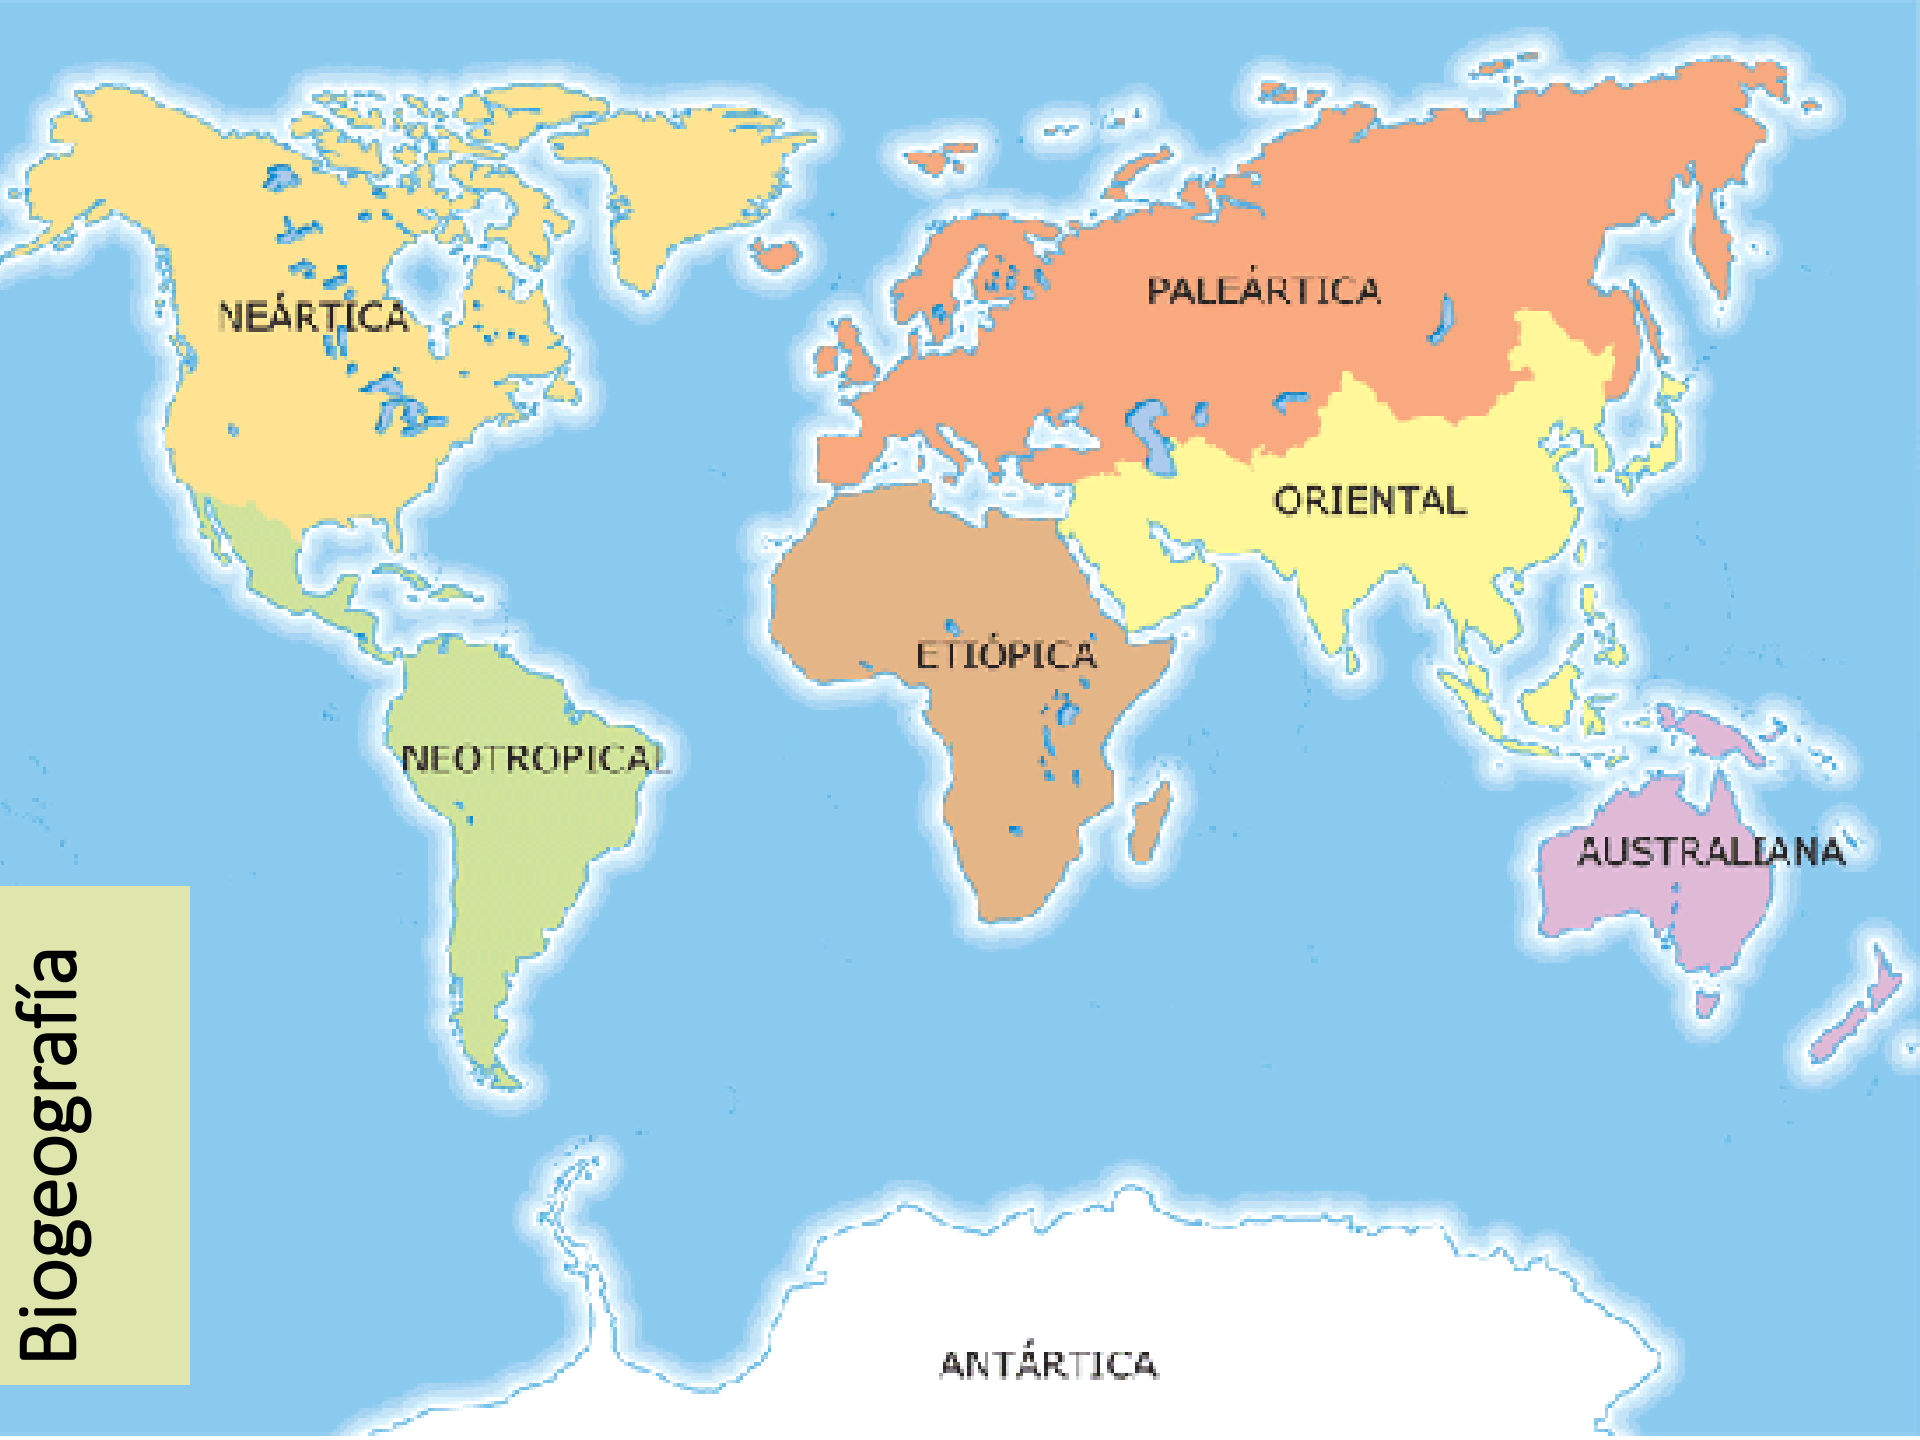 PALEÁRTICA
NEÁRTICA
ORIENTAL
ETIÓPICA
NEOTROPICAL
AUSTRALIANA
Biogeografía
ANTÁRTICA